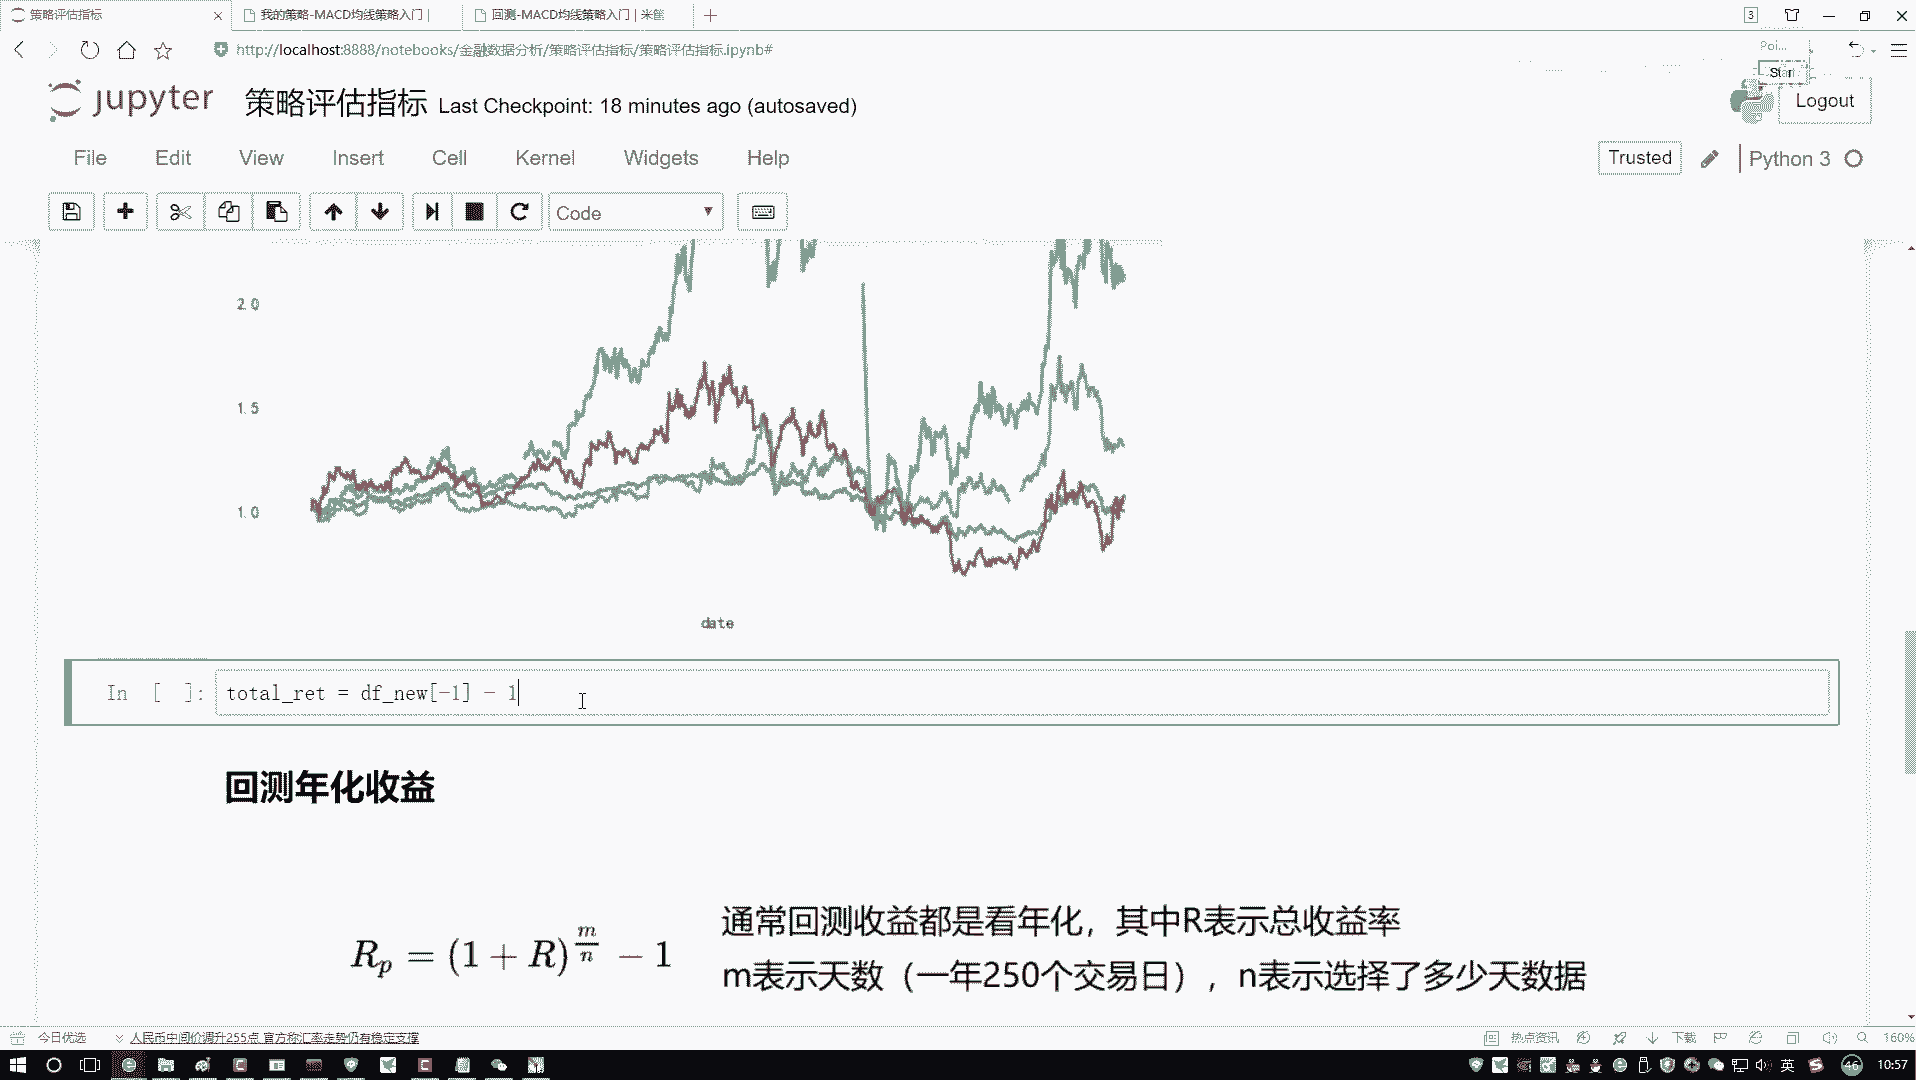 策略评估指标
我的策略-MACD均线策略入门 |
回测-MACD均线策略入门 | 米筐
3
http://localhost:8888/notebooks/金融数据分析/策略评估指标/策略评估指标.ipynb#
Poi...
Start
jupyter 策略评估指标 Last Checkpoint: 18 minutes ago (autosaved)
Logout
File Edit View Insert Cell Kernel Widgets Help
Trusted
Python 3
Code
2.0
1.5
1.0
date
In [ ]: total_ret = df_new[-1] - 1
回测年化收益
R_p = (1 + R)^{m/n} - 1
通常回测收益都是看年化，其中R表示总收益率
m表示天数（一年250个交易日），n表示选择了多少天数据
今日优选
人民币中间价调升255点 官方称汇率走势仍有稳定支撑
热点资讯
下载
160%
英
46
10:57